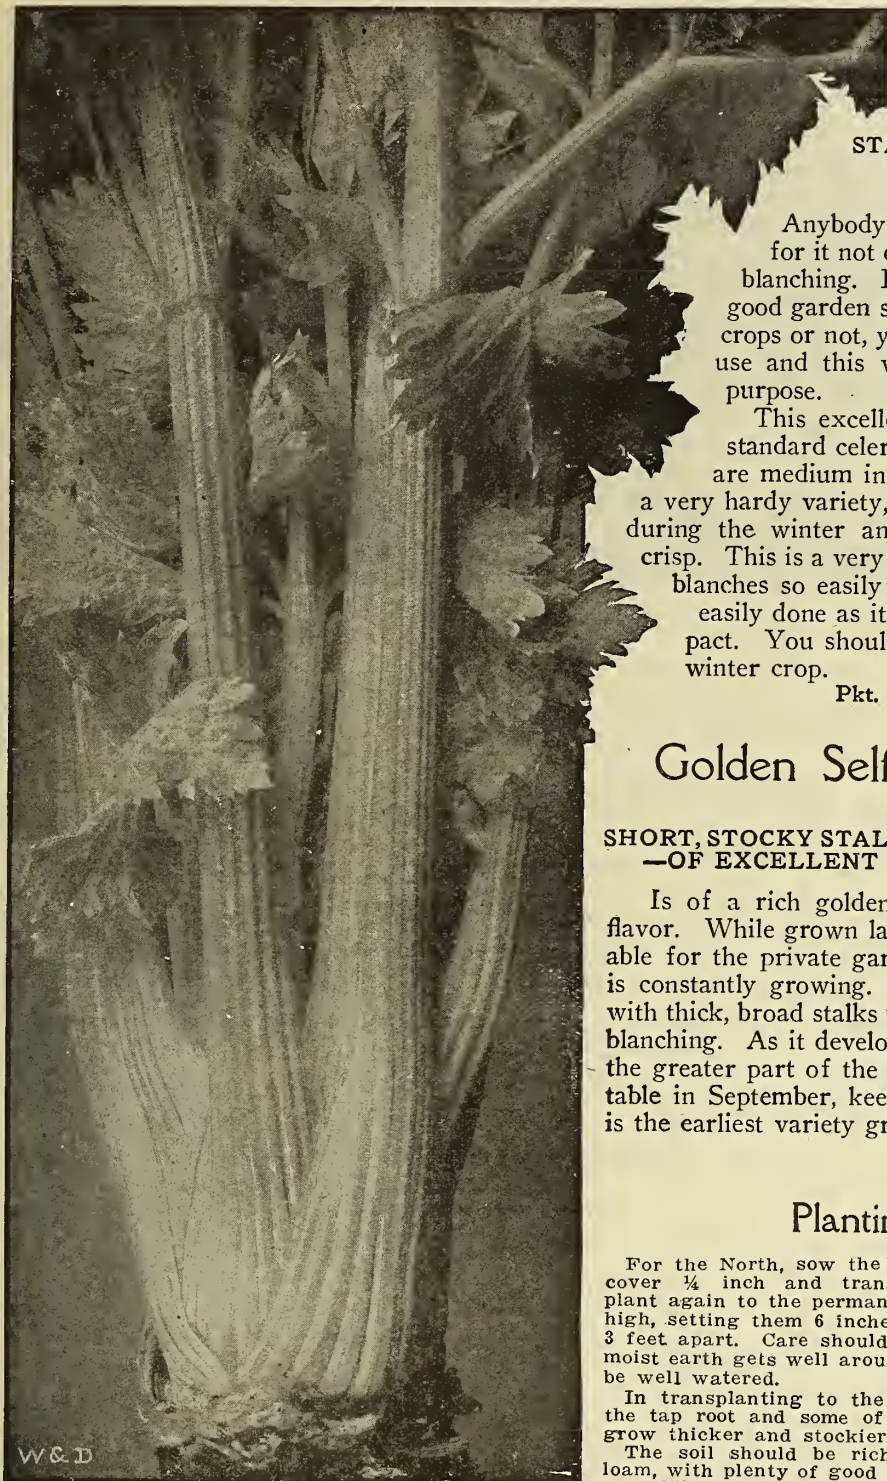 STA
Anybody
for it not
blanching.
good garden s
crops or not, y
use and this
purpose.
This excell
standard celer
are medium in
a very hardy variety,
during the winter an
crisp. This is a very
blanches so easily
easily done as it
pact. You shoul
winter crop.
Pkt.
Golden Self
SHORT, STOCKY STAL
—OF EXCELLENT
Is of a rich golden
flavor. While grown la
able for the private gar
is constantly growing.
with thick, broad stalks
blanching. As it develo
the greater part of the
table in September, kee
is the earliest variety gr
Plantin
For the North, sow the
cover ¼ inch and tran
plant again to the perman
high, setting them 6 inche
3 feet apart. Care should
moist earth gets well arou
be well watered.
In transplanting to the
the tap root and some of
grow thicker and stockier
The soil should be rich
loam, with plenty of good
W & D